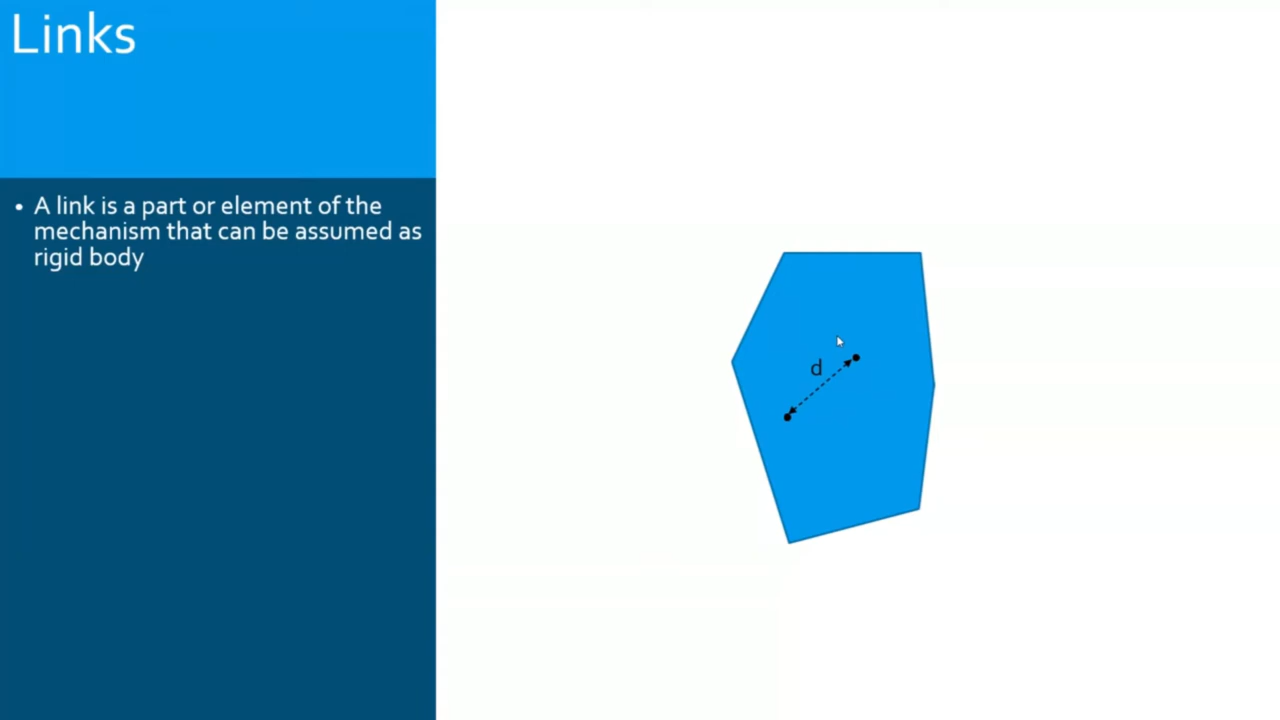 Links
• A link is a part or element of the
mechanism that can be assumed as
rigid body
d